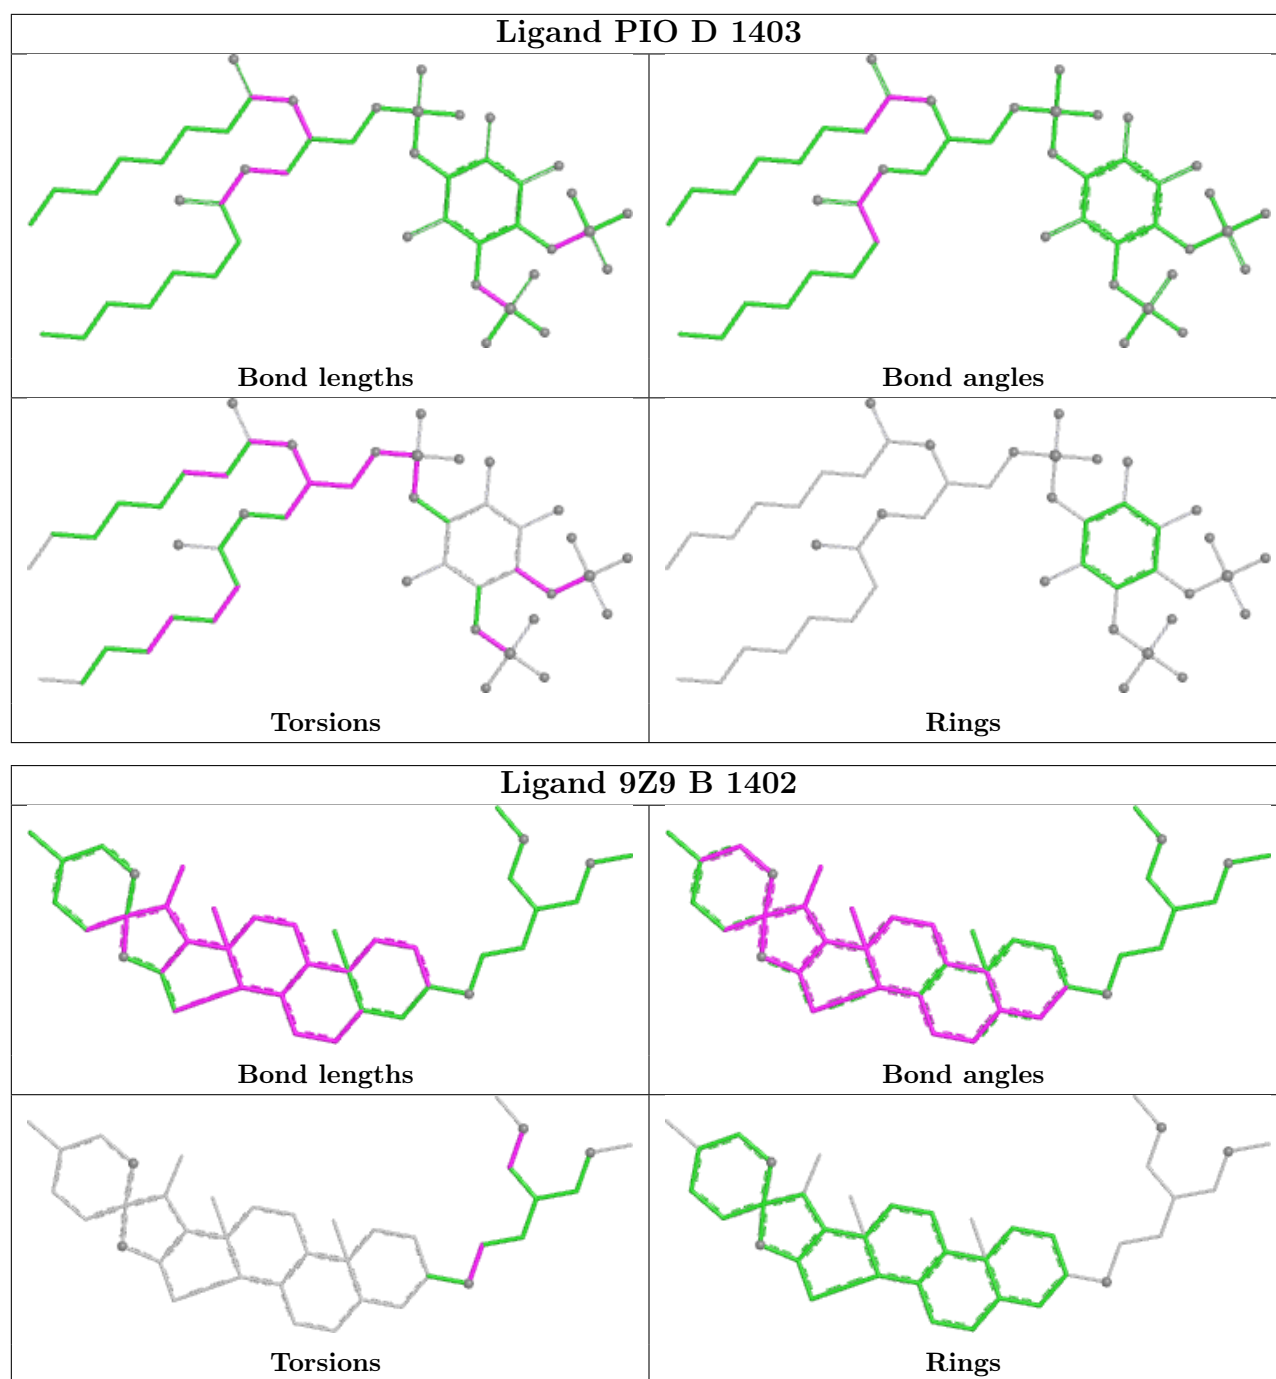 Ligand PIO D 1403
Bond lengths
Bond angles
Torsions
Rings
Ligand 9Z9 B 1402
Bond lengths
Bond angles
Torsions
Rings